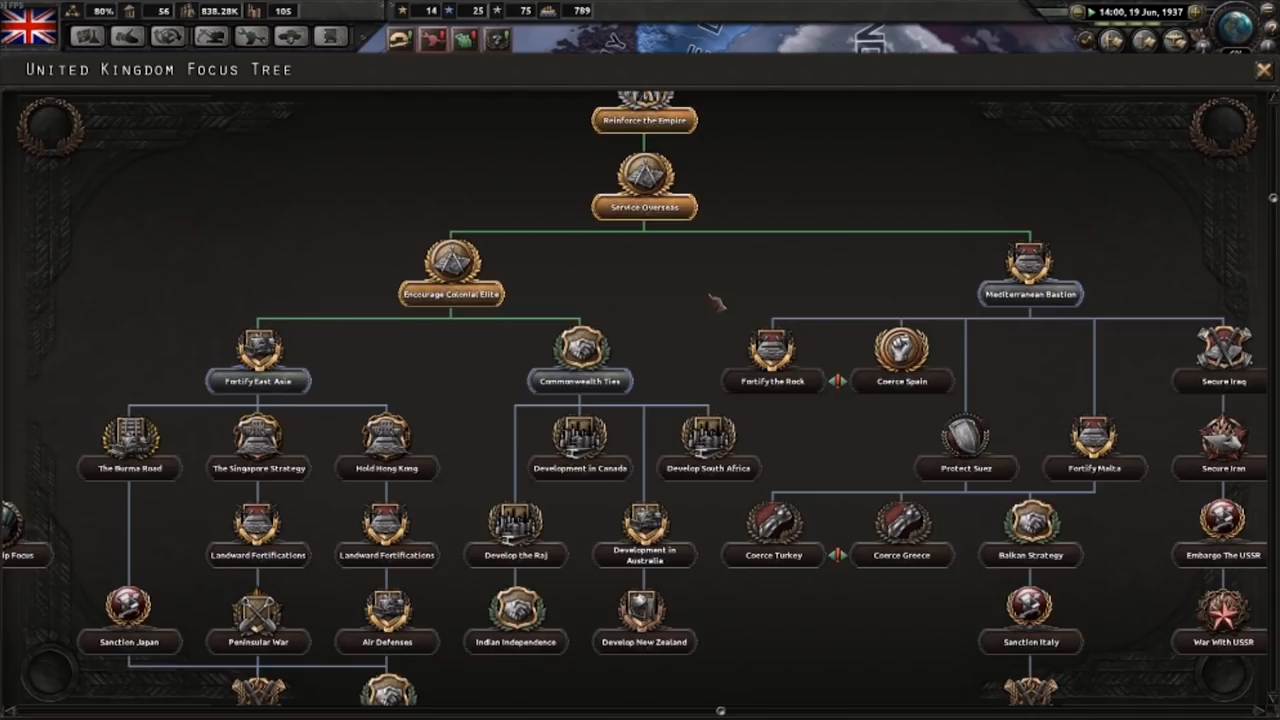 FPS
80%
56
838.28K
105
14
25
75
789
14:00, 19 Jun, 1937
United Kingdom Focus Tree
Reinforce the Empire
Service Overseas
Encourage Colonial Elite
Mediterranean Bastion
Fortify East Asia
Commonwealth Ties
Fortify the Rock
Coerce Spain
Secure Iraq
The Burma Road
The Singapore Strategy
Hold Hong Kong
Development in Canada
Develop South Africa
Protect Suez
Fortify Malta
Secure Iran
ip Focus
Landward Fortifications
Landward Fortifications
Develop the Raj
Development in
Australia
Coerce Turkey
Coerce Greece
Balkan Strategy
Embargo The USSR
Sanction Japan
Peninsular War
Air Defenses
Indian Independence
Develop New Zealand
Sanction Italy
War With USSR